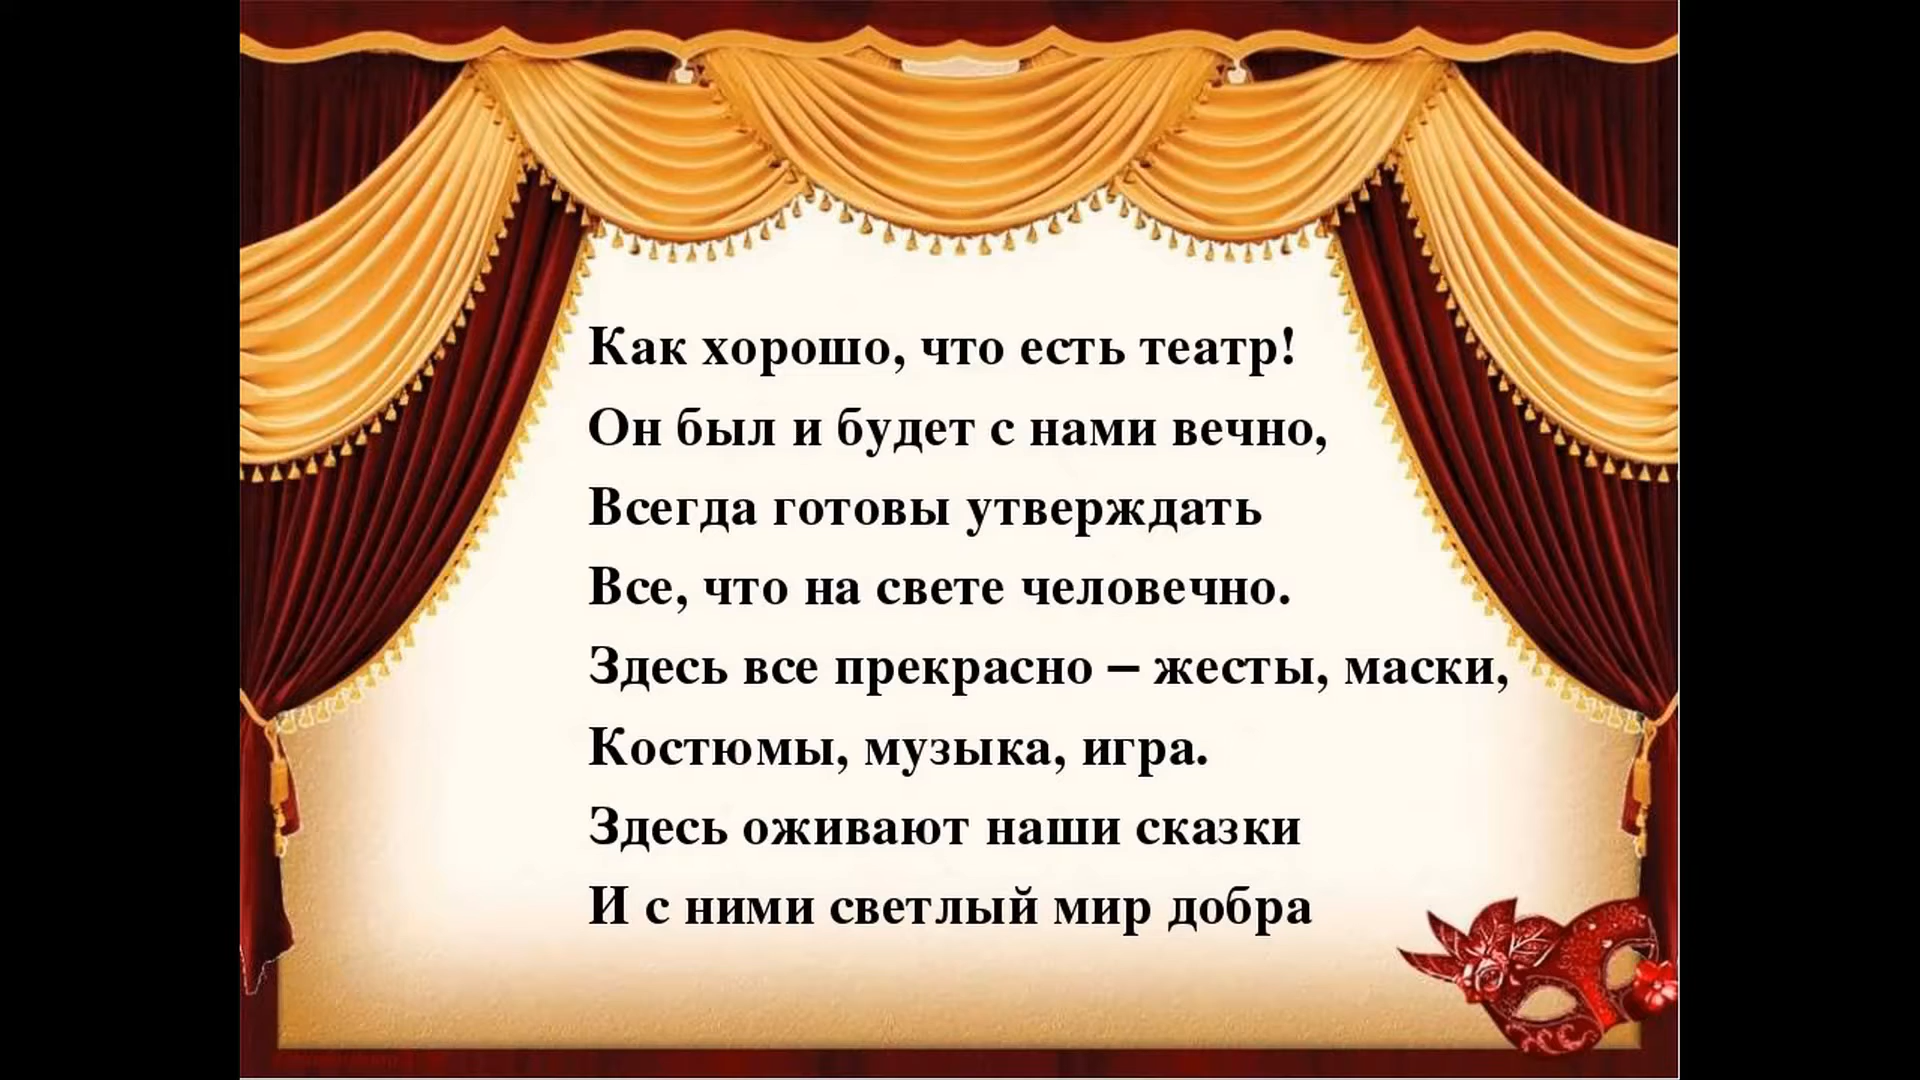 Как хорошо, что есть театр!
Он был и будет с нами вечно,
Всегда готовы утверждать
Все, что на свете человечно.
Здесь все прекрасно – жесты, маски,
Костюмы, музыка, игра.
Здесь оживают наши сказки
И с ними светлый мир добра